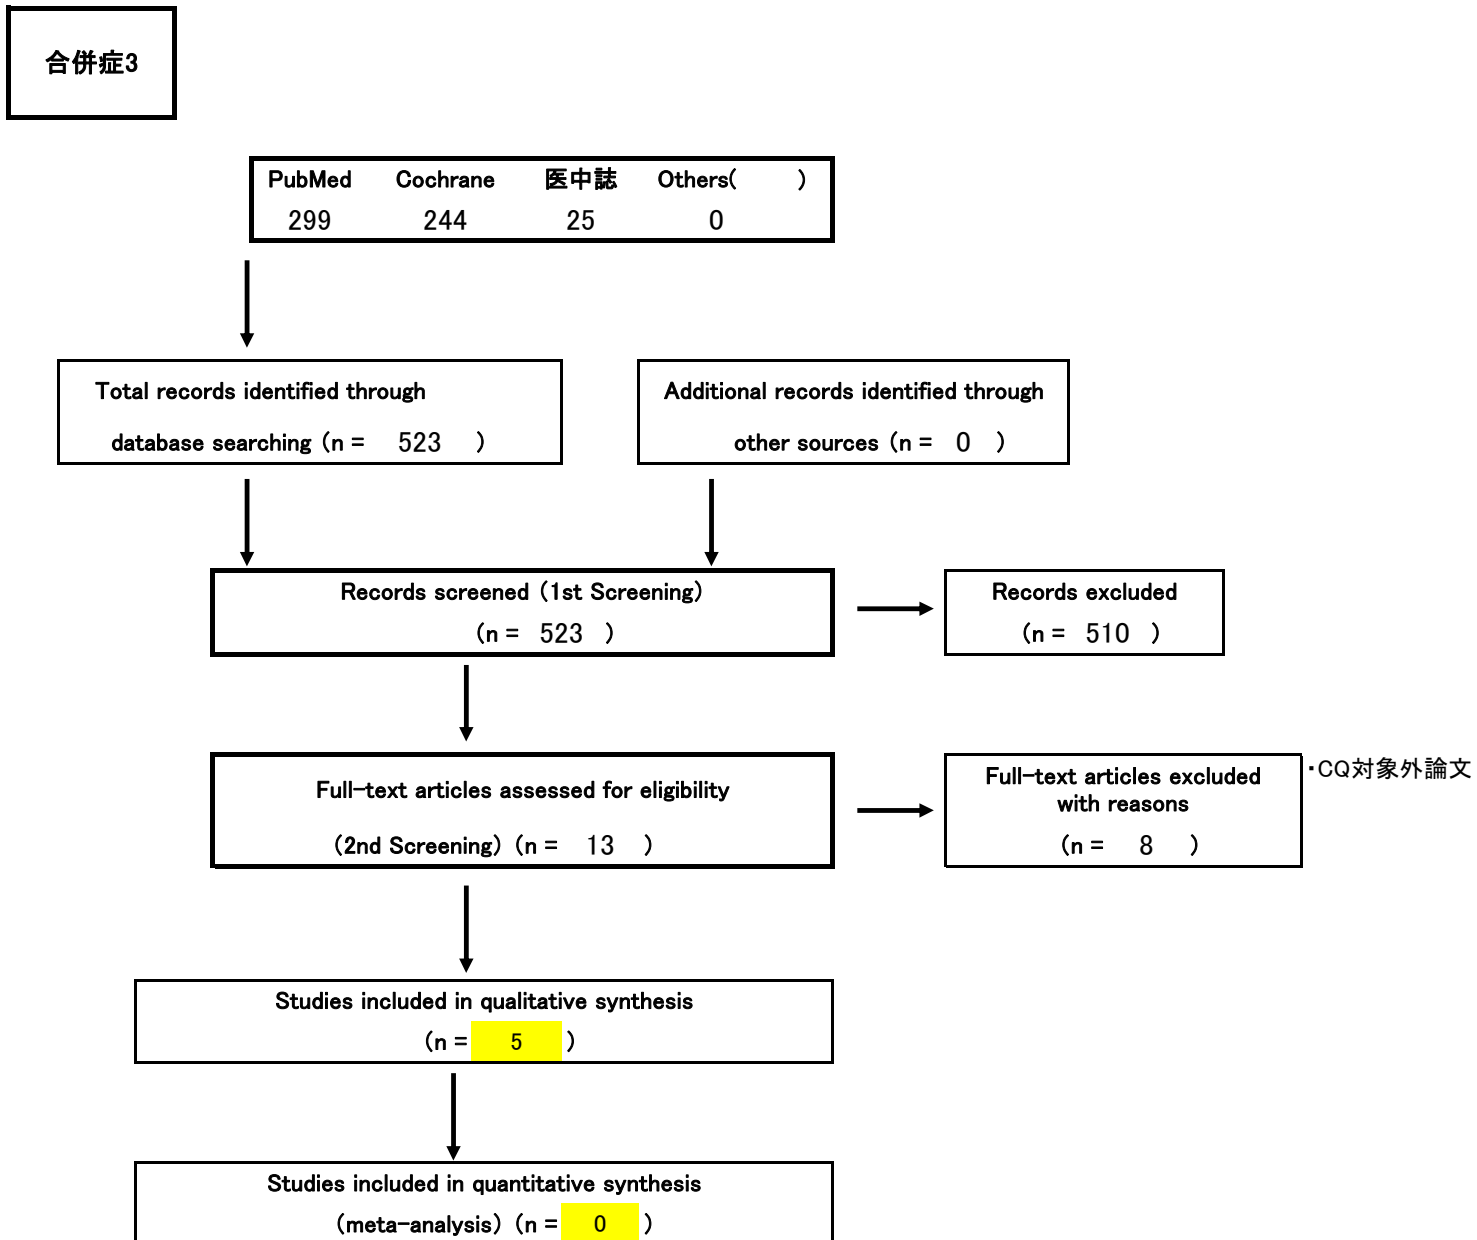 合併症3
PubMed Cochrane 医中誌 Others( )
299 244 25 0
Total records identified through
database searching (n = 523 )
Additional records identified through
other sources (n = 0 )
Records screened (1st Screening)
(n = 523 )
Records excluded
(n = 510 )
Full-text articles assessed for eligibility
(2nd Screening) (n = 13 )
Full-text articles excluded
with reasons
(n = 8 )
・CQ対象外論文
Studies included in qualitative synthesis
(n = 5 )
Studies included in quantitative synthesis
(meta-analysis) (n = 0 )